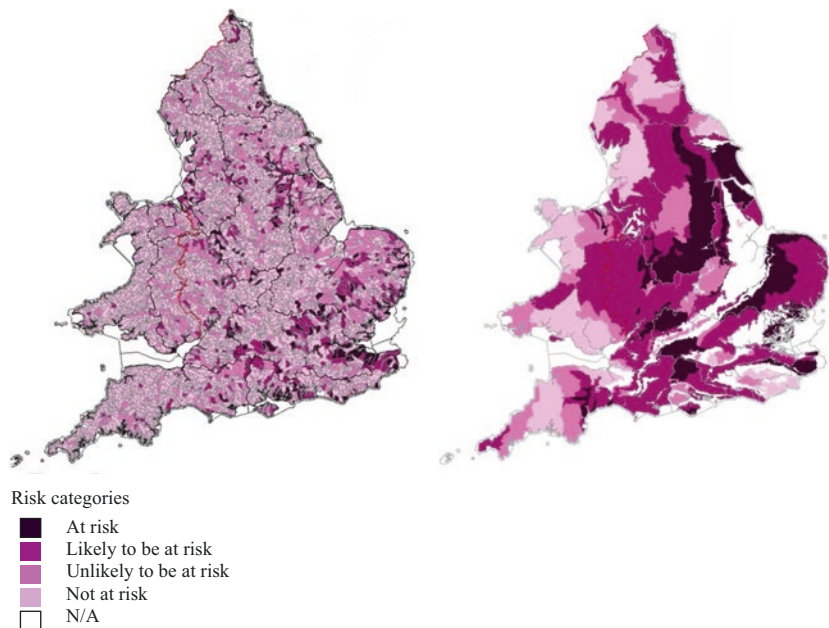 Risk categories
At risk
Likely to be at risk
Unlikely to be at risk
Not at risk
N/A